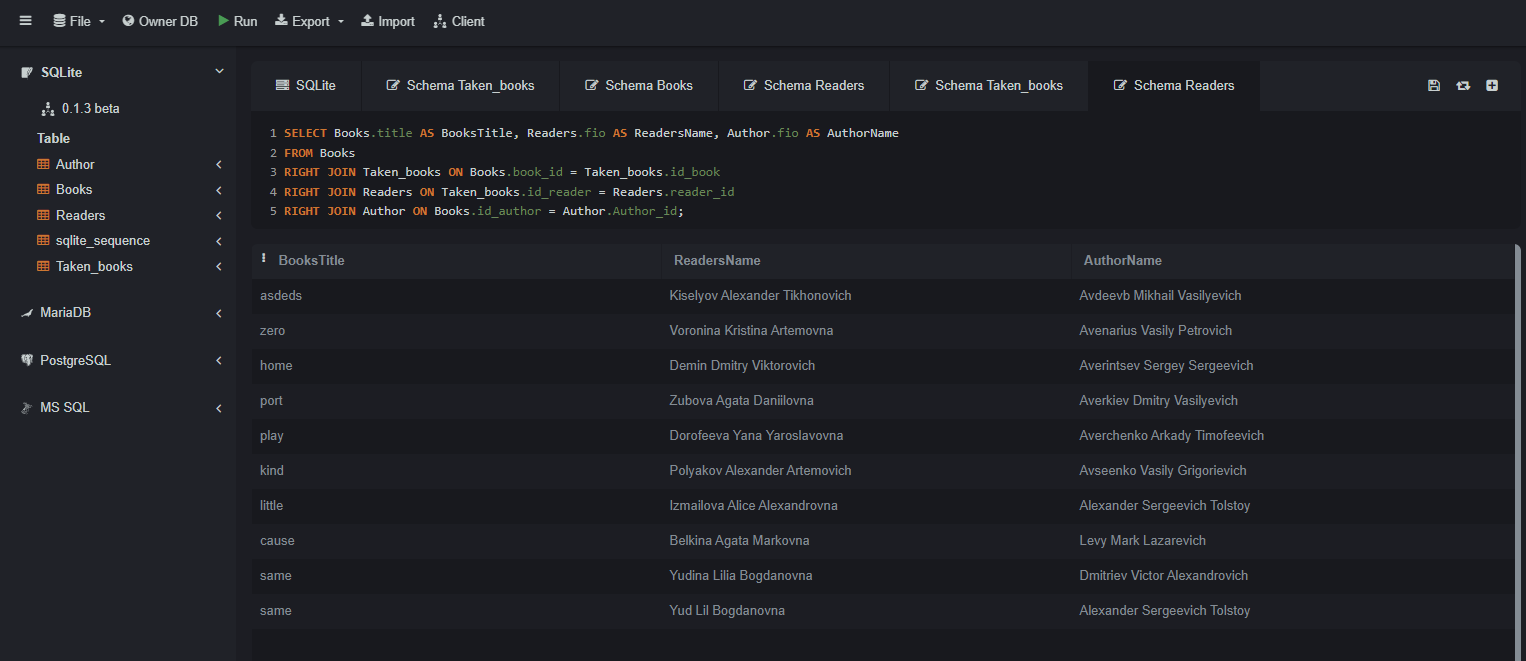 File Owner DB Run Export Import Client
SQLite
0.1.3 beta
Table
Author
Books
Readers
sqlite_sequence
Taken_books
MariaDB
PostgreSQL
MS SQL
SQLite Schema Taken_books Schema Books Schema Readers Schema Taken_books Schema Readers
1 SELECT Books.title AS BooksTitle, Readers.fio AS ReadersName, Author.fio AS AuthorName
2 FROM Books
3 RIGHT JOIN Taken_books ON Books.book_id = Taken_books.id_book
4 RIGHT JOIN Readers ON Taken_books.id_reader = Readers.reader_id
5 RIGHT JOIN Author ON Books.id_author = Author.Author_id;
BooksTitle ReadersName AuthorName
asdeds Kiselyov Alexander Tikhonovich Avdeevb Mikhail Vasilyevich
zero Voronina Kristina Artemovna Avenarius Vasily Petrovich
home Demin Dmitry Viktorovich Averintsev Sergey Sergeevich
port Zubova Agata Daniilovna Averkiev Dmitry Vasilyevich
play Dorofeeva Yana Yaroslavovna Averchenko Arkady Timofeevich
kind Polyakov Alexander Artemovich Avseenko Vasily Grigorievich
little Izmailova Alice Alexandrovna Alexander Sergeevich Tolstoy
cause Belkina Agata Markovna Levy Mark Lazarevich
same Yudina Lilia Bogdanovna Dmitriev Victor Alexandrovich
same Yud Lil Bogdanovna Alexander Sergeevich Tolstoy